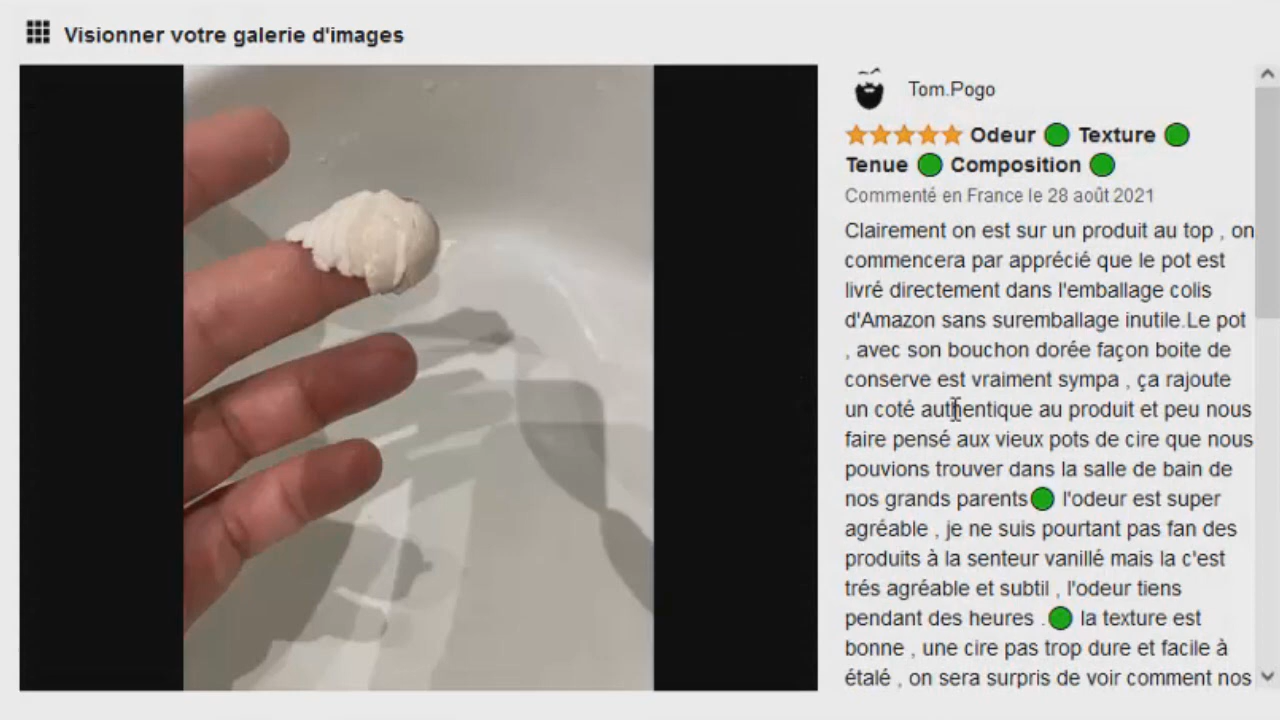 Visionner votre galerie d'images
Tom.Pogo
Odeur Texture
Tenue Composition
Commenté en France le 28 août 2021
Clairement on est sur un produit au top , on
commencera par apprécié que le pot est
livré directement dans l'emballage colis
d'Amazon sans suremballage inutile.Le pot
, avec son bouchon dorée façon boite de
conserve est vraiment sympa , ça rajoute
un coté authentique au produit et peu nous
faire pensé aux vieux pots de cire que nous
pouvions trouver dans la salle de bain de
nos grands parents l'odeur est super
agréable , je ne suis pourtant pas fan des
produits à la senteur vanillé mais la c'est
trés agréable et subtil , l'odeur tiens
pendant des heures . la texture est
bonne , une cire pas trop dure et facile à
étalé , on sera surpris de voir comment nos